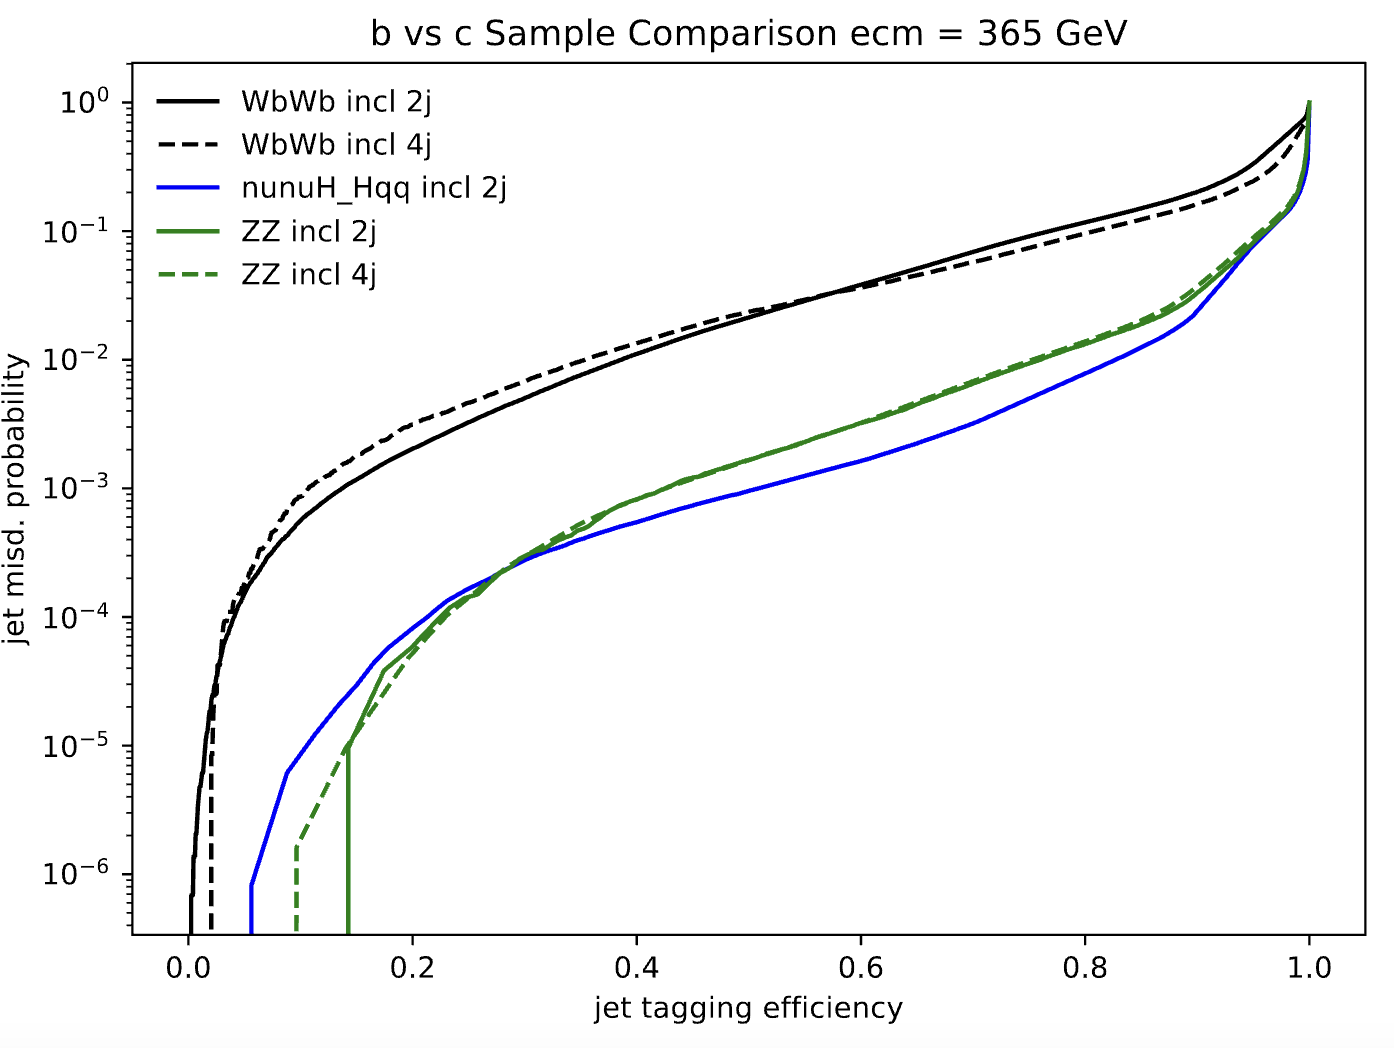 b vs c Sample Comparison ecm = 365 GeV
WbWb incl 2j
WbWb incl 4j
nunuH_Hqq incl 2j
ZZ incl 2j
ZZ incl 4j
jet misd. probability
10⁰
10⁻¹
10⁻²
10⁻³
10⁻⁴
10⁻⁵
10⁻⁶
0.0 0.2 0.4 0.6 0.8 1.0
jet tagging efficiency